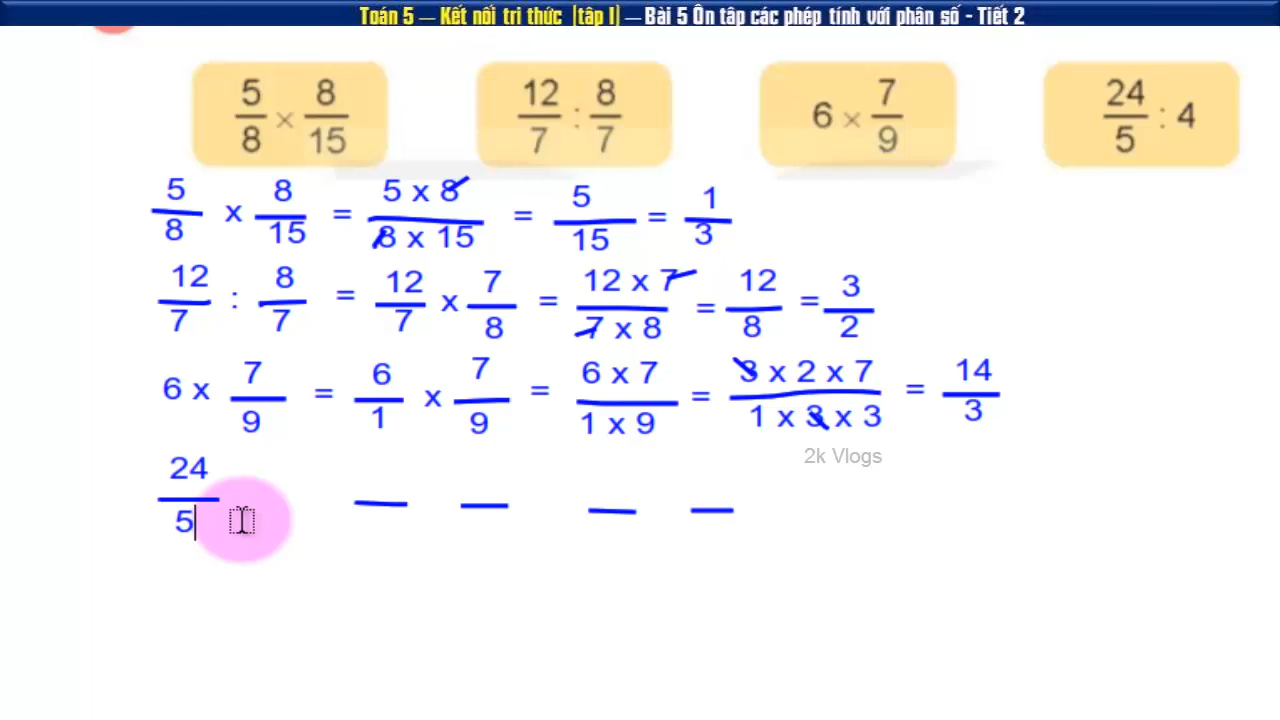 Toán 5 — Kết nối tri thức [tập I] — Bài 5 Ôn tập các phép tính với phân số - Tiết 2
5/8 × 8/15
12/7 : 8/7
6 × 7/9
24/5 : 4
5/8 x 8/15 = 5 x 8/8 x 15 = 5/15 = 1/3
12/7 : 8/7 = 12/7 x 7/8 = 12 x 7/7 x 8 = 12/8 = 3/2
6 x 7/9 = 6/1 x 7/9 = 6 x 7/1 x 9 = 3 x 2 x 7/1 x 3 x 3 = 14/3
2k Vlogs
24/5